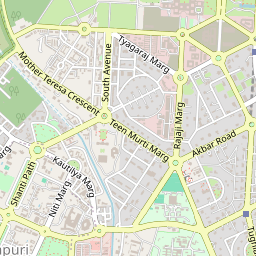 Tyagaraj Marg
South Avenue
Mother Teresa Crescent
Rajaji Marg
Teen Murti Marg
Akbar Road
Kautilya Marg
Shanti Path
Niti Marg